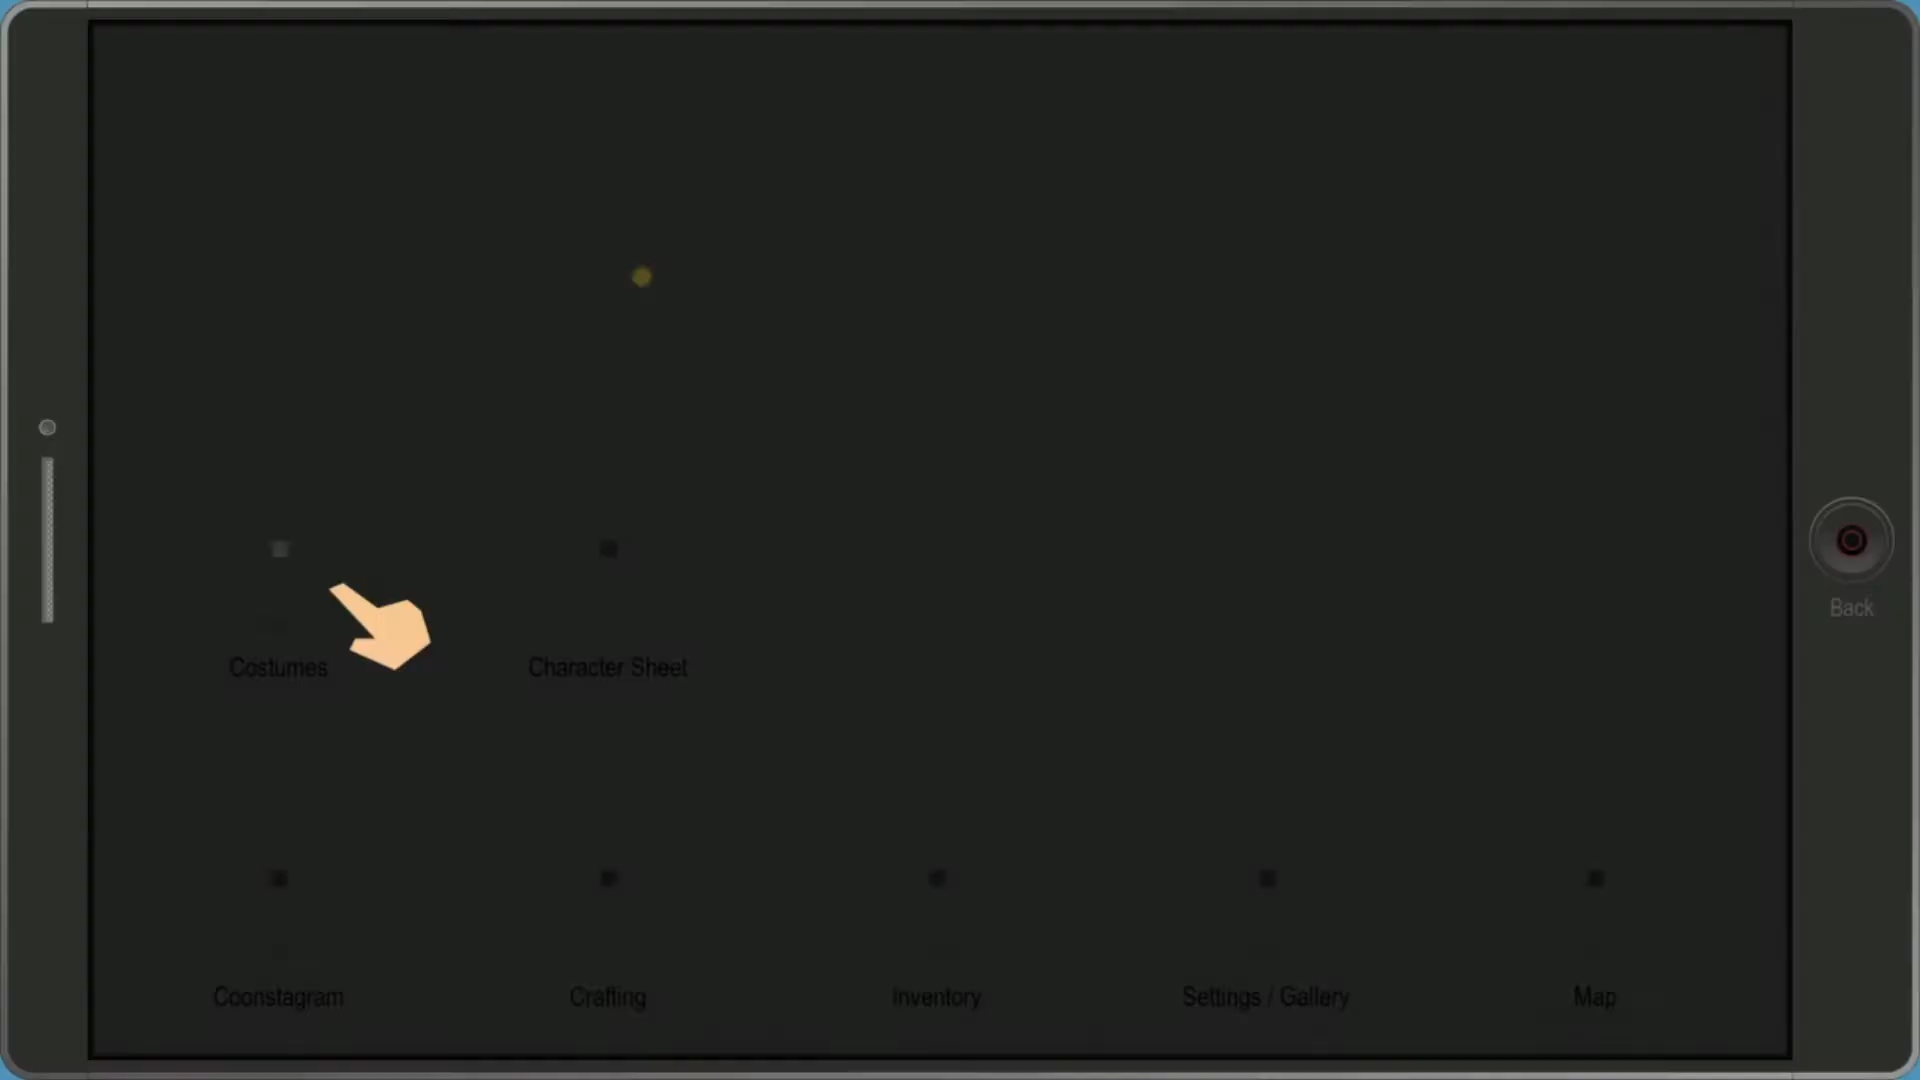 Back
Costumes
Character Sheet
Coonstagram
Crafting
Inventory
Settings / Gallery
Map